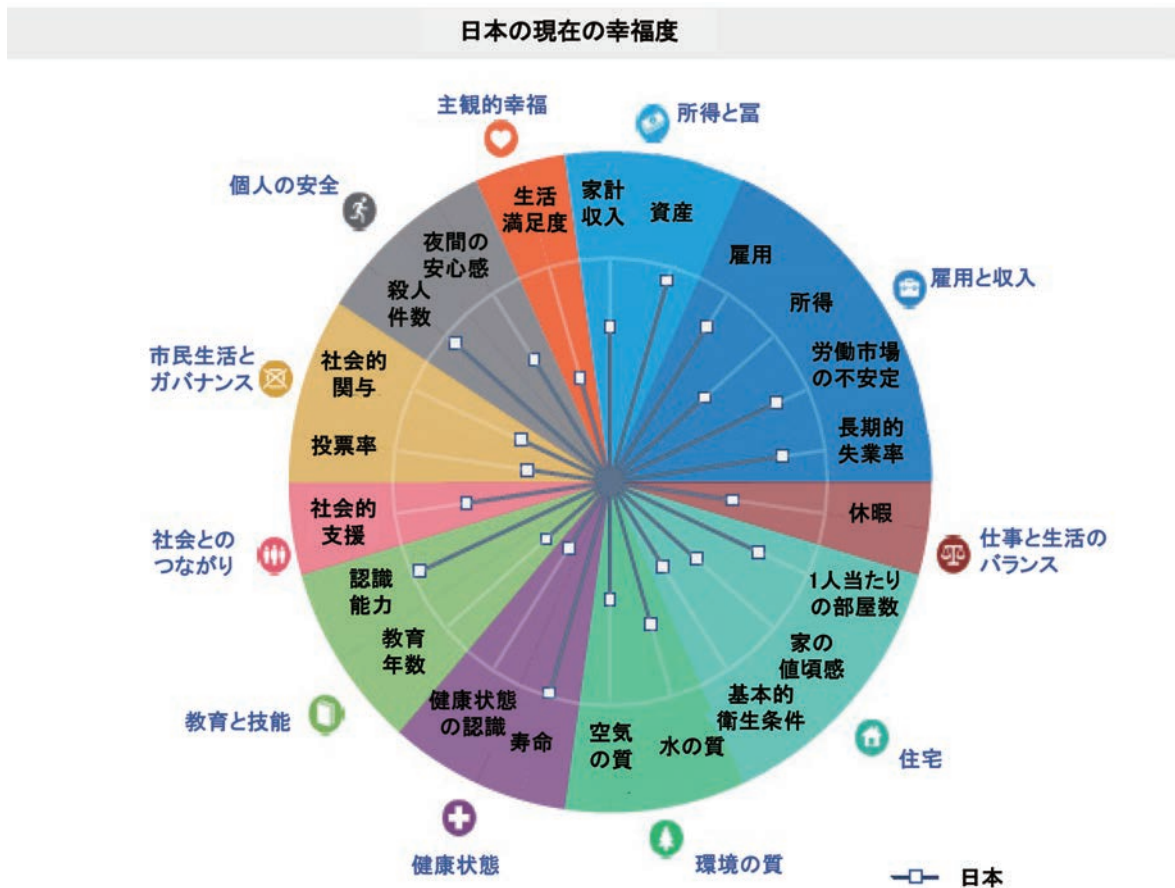 日本の現在の幸福度
主観的幸福
所得と冨
個人の安全
雇用と収入
市民生活と
ガバナンス
社会との
つながり
仕事と生活の
バランス
教育と技能
住宅
健康状態
環境の質
生活
満足度
家計
収入
資産
雇用
所得
労働市場
の不安定
長期的
失業率
休暇
1人当たり
の部屋数
家の
値頃感
基本的
衛生条件
水の質
空気
の質
寿命
健康状態
の認識
教育
年数
認識
能力
社会的
支援
投票率
社会的
関与
殺人
件数
夜間の
安心感
日本